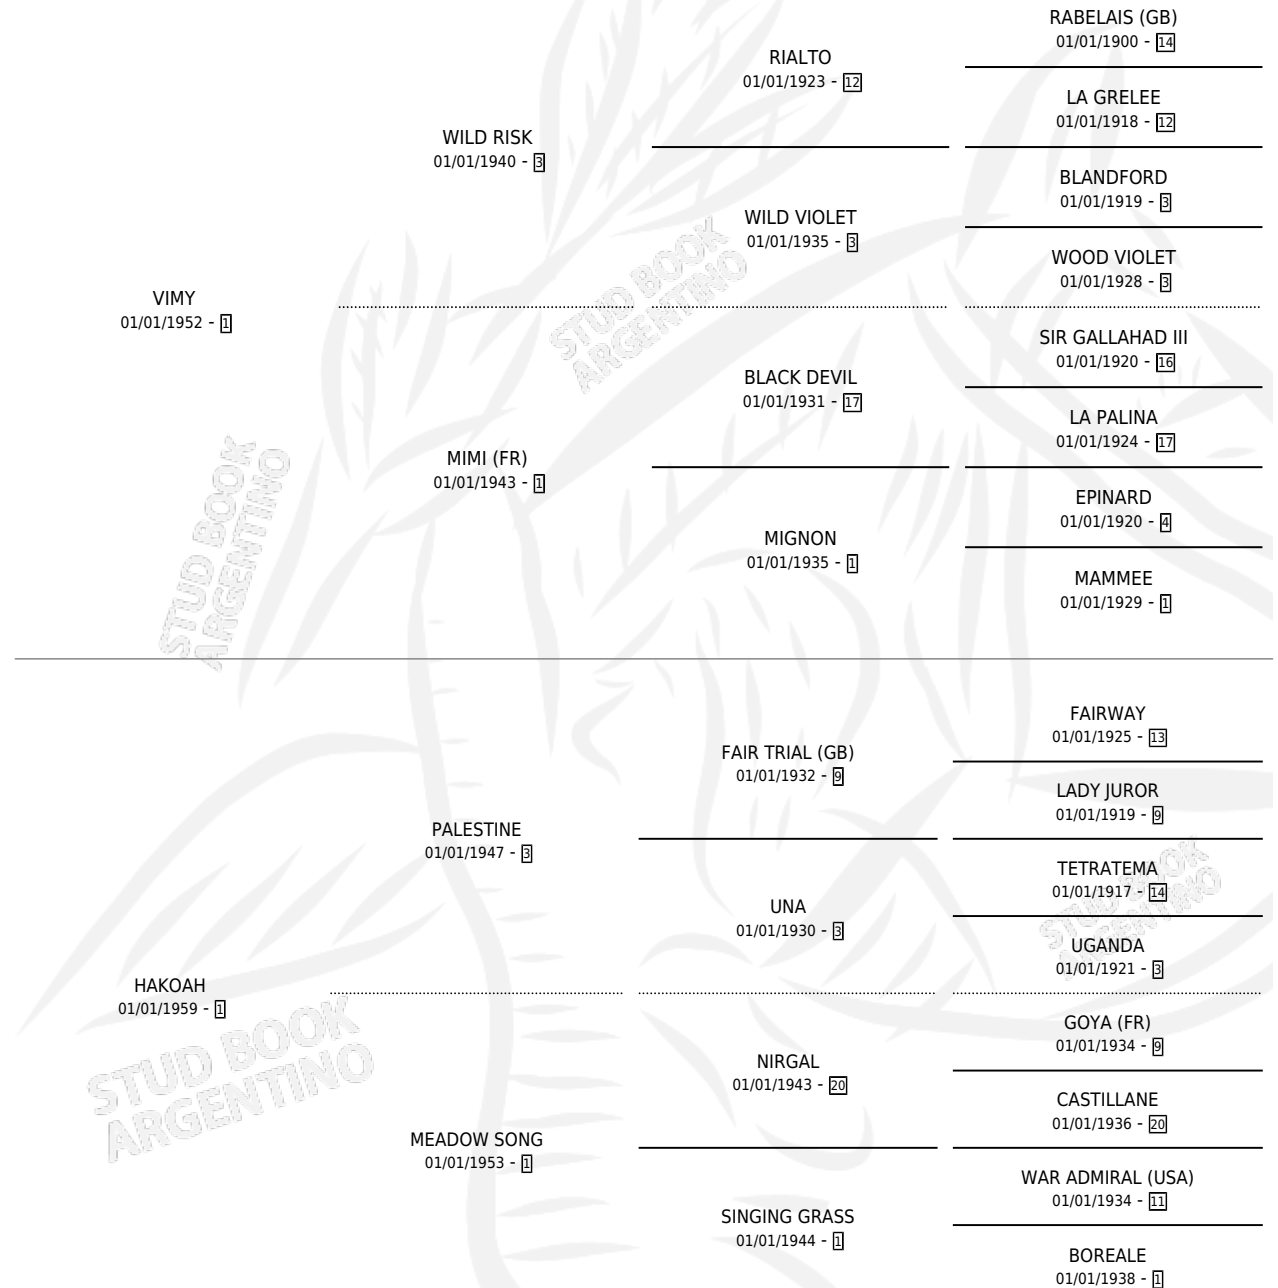 RABELAIS (GB)
01/01/1900 - 14
RIALTO
01/01/1923 - 12
LA GRELEE
01/01/1918 - 12
WILD RISK
01/01/1940 - 3
BLANDFORD
01/01/1919 - 3
WILD VIOLET
01/01/1935 - 3
WOOD VIOLET
01/01/1928 - 3
VIMY
01/01/1952 - 1
STUD BOOK
ARGENTINO
SIR GALLAHAD III
01/01/1920 - 16
BLACK DEVIL
01/01/1931 - 17
LA PALINA
01/01/1924 - 17
MIMI (FR)
01/01/1943 - 1
EPINARD
01/01/1920 - 4
MIGNON
01/01/1935 - 1
MAMMEE
01/01/1929 - 1
STUD BOOK
ARGENTINO
FAIRWAY
01/01/1925 - 13
FAIR TRIAL (GB)
01/01/1932 - 9
LADY JUROR
01/01/1919 - 9
PALESTINE
01/01/1947 - 3
TETRATEMA
01/01/1917 - 14
UNA
01/01/1930 - 3
STUD BOOK
ARGENTINO
UGANDA
01/01/1921 - 3
HAKOAH
01/01/1959 - 1
GOYA (FR)
01/01/1934 - 9
NIRGAL
01/01/1943 - 20
CASTILLANE
01/01/1936 - 20
STUD BOOK
ARGENTINO
MEADOW SONG
01/01/1953 - 1
WAR ADMIRAL (USA)
01/01/1934 - 11
SINGING GRASS
01/01/1944 - 1
BOREALE
01/01/1938 - 1